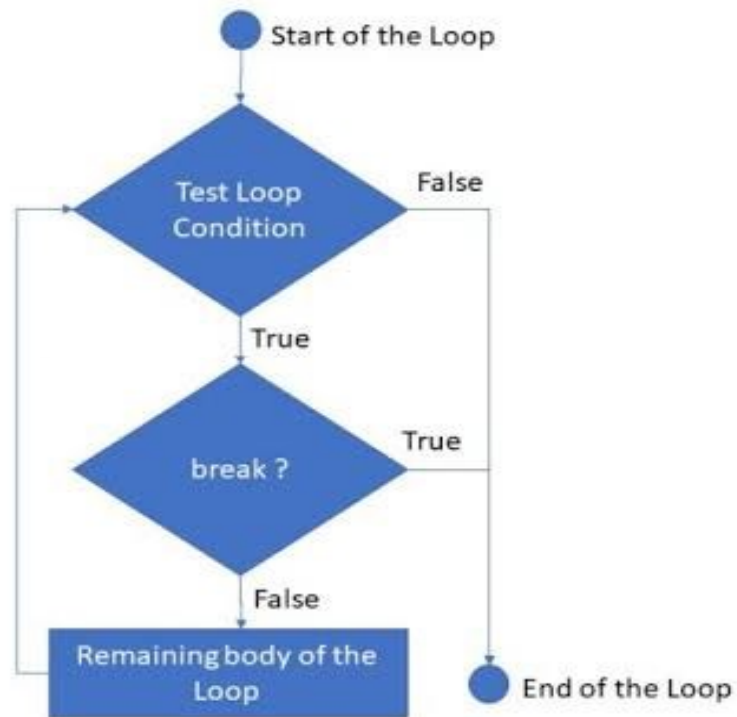 Start of the Loop
Test Loop
Condition
False
True
break ?
True
False
Remaining body of the
Loop
End of the Loop